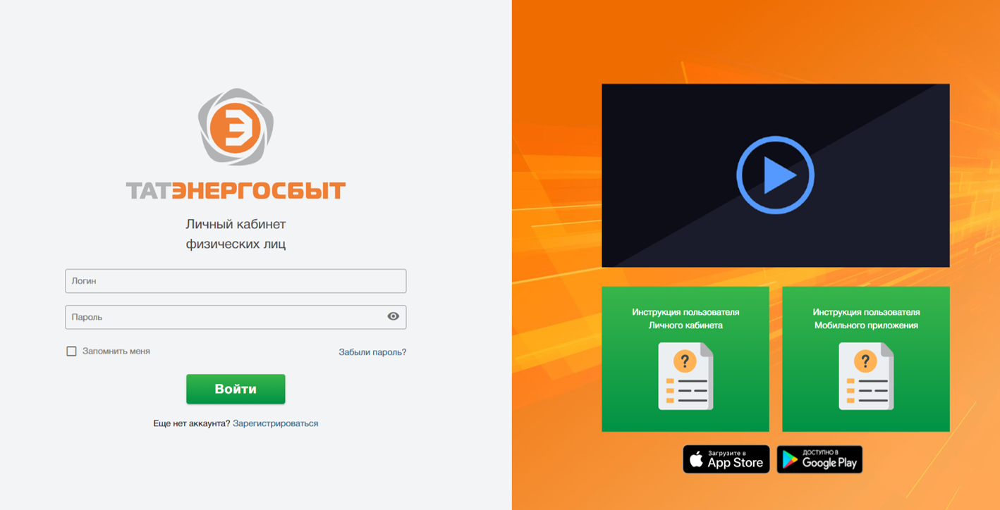 ТАТЭНЕРГОСБЫТ
Личный кабинет
физических лиц
Логин
Пароль
Запомнить меня
Забыли пароль?
Войти
Еще нет аккаунта? Зарегистрироваться
Инструкция пользователя
Личного кабинета
?
Инструкция пользователя
Мобильного приложения
?
Загрузите в
App Store
ДОСТУПНО В
Google Play